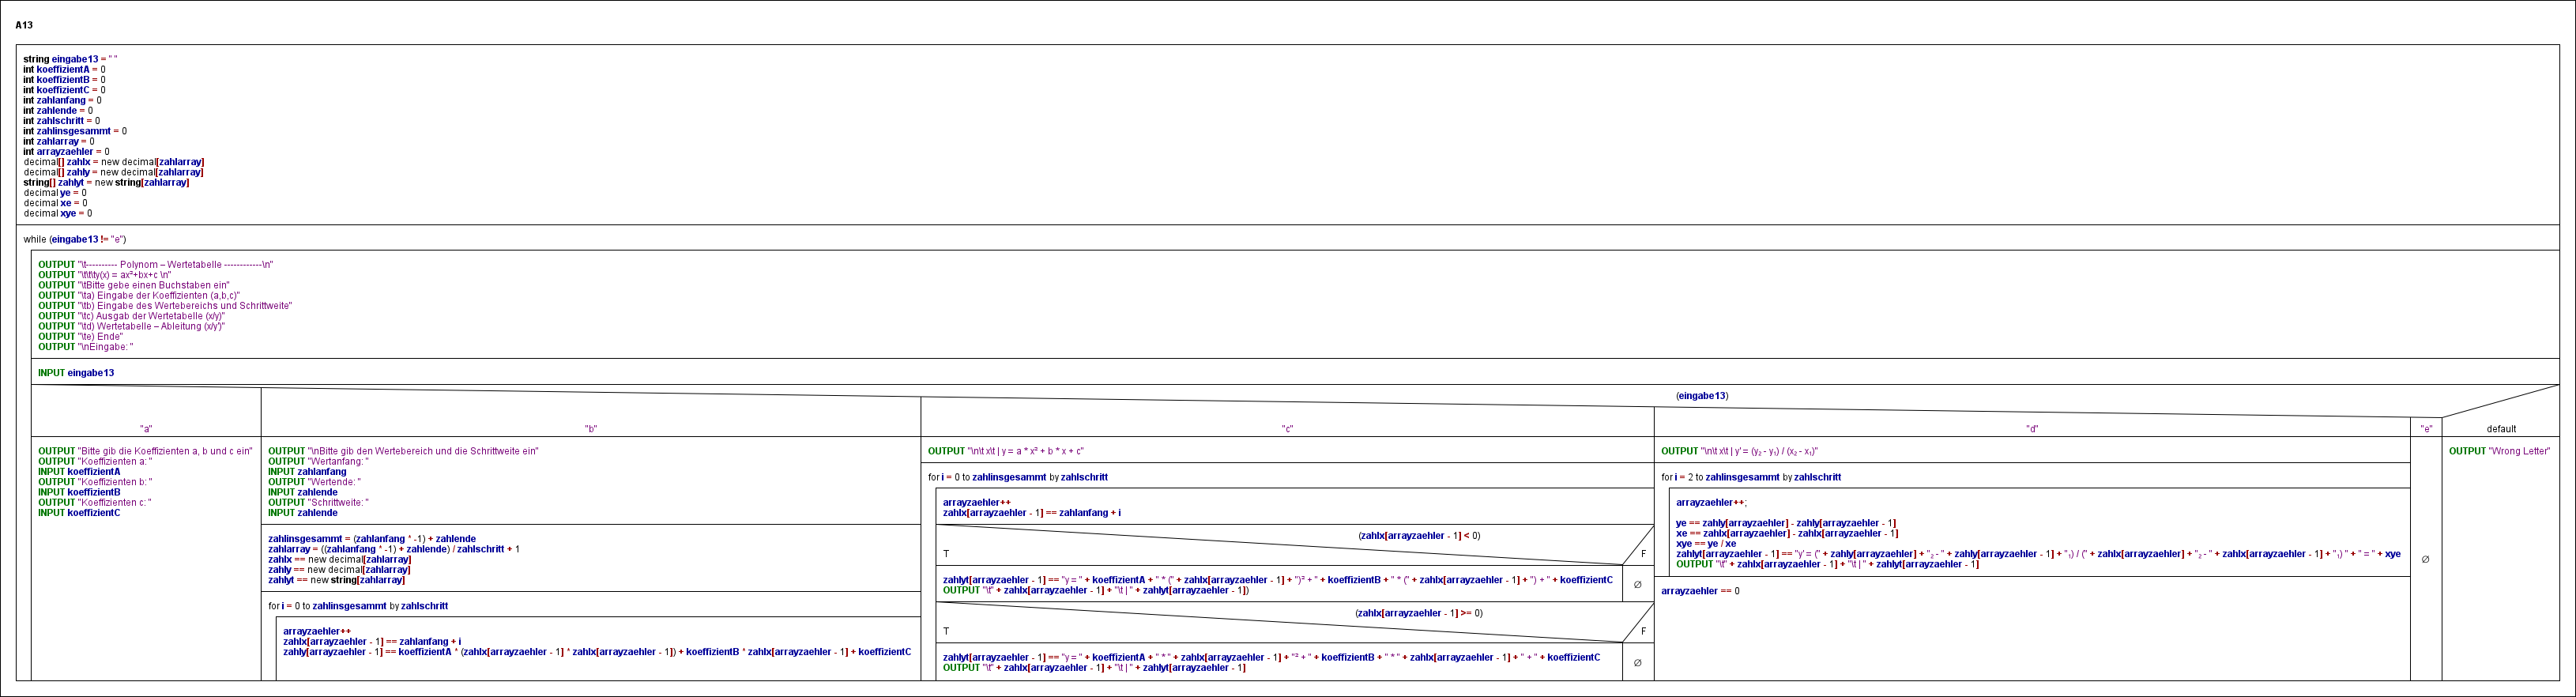 A13
string eingabe13 = " "
int koeffizientA = 0
int koeffizientB = 0
int koeffizientC = 0
int zahlanfang = 0
int zahlende = 0
int zahlschritt = 0
int zahlinsgesammt = 0
int zahlarray = 0
int arrayzaehler = 0
decimal[] zahlx = new decimal[zahlarray]
decimal[] zahly = new decimal[zahlarray]
string[] zahlyt = new string[zahlarray]
decimal ye = 0
decimal xe = 0
decimal xye = 0
while (eingabe13 != "e")
OUTPUT "\t---------- Polynom – Wertetabelle ------------\n"
OUTPUT "\t\t\ty(x) = ax²+bx+c \n"
OUTPUT "\tBitte gebe einen Buchstaben ein"
OUTPUT "\ta) Eingabe der Koeffizienten (a,b,c)"
OUTPUT "\tb) Eingabe des Wertebereichs und Schrittweite"
OUTPUT "\tc) Ausgab der Wertetabelle (x/y)"
OUTPUT "\td) Wertetabelle – Ableitung (x/y')"
OUTPUT "\te) Ende"
OUTPUT "\nEingabe: "
INPUT eingabe13
(eingabe13)
"a"
"b"
"c"
"d"
"e"
default
OUTPUT "Bitte gib die Koeffizienten a, b und c ein"
OUTPUT "Koeffizienten a: "
INPUT koeffizientA
OUTPUT "Koeffizienten b: "
INPUT koeffizientB
OUTPUT "Koeffizienten c: "
INPUT koeffizientC
OUTPUT "\nBitte gib den Wertebereich und die Schrittweite ein"
OUTPUT "Wertanfang: "
INPUT zahlanfang
OUTPUT "Wertende: "
INPUT zahlende
OUTPUT "Schrittweite: "
INPUT zahlende
zahlinsgesammt = (zahlanfang * -1) + zahlende
zahlarray = ((zahlanfang * -1) + zahlende) / zahlschritt + 1
zahlx == new decimal[zahlarray]
zahly == new decimal[zahlarray]
zahlyt == new string[zahlarray]
for i = 0 to zahlinsgesammt by zahlschritt
arrayzaehler++
zahlx[arrayzaehler - 1] == zahlanfang + i
zahly[arrayzaehler - 1] == koeffizientA * (zahlx[arrayzaehler - 1] * zahlx[arrayzaehler - 1]) + koeffizientB * zahlx[arrayzaehler - 1] + koeffizientC
OUTPUT "\n\t x\t | y = a * x² + b * x + c"
for i = 0 to zahlinsgesammt by zahlschritt
arrayzaehler++
zahlx[arrayzaehler - 1] == zahlanfang + i
(zahlx[arrayzaehler - 1] < 0)
T
F
zahlyt[arrayzaehler - 1] == "y = " + koeffizientA + " * (" + zahlx[arrayzaehler - 1] + ")² + " + koeffizientB + " * (" + zahlx[arrayzaehler - 1] + ") + " + koeffizientC
OUTPUT "\t" + zahlx[arrayzaehler - 1] + "\t | " + zahlyt[arrayzaehler - 1])
∅
(zahlx[arrayzaehler - 1] >= 0)
T
F
zahlyt[arrayzaehler - 1] == "y = " + koeffizientA + " * " + zahlx[arrayzaehler - 1] + "² + " + koeffizientB + " * " + zahlx[arrayzaehler - 1] + " + " + koeffizientC
OUTPUT "\t" + zahlx[arrayzaehler - 1] + "\t | " + zahlyt[arrayzaehler - 1]
∅
OUTPUT "\n\t x\t | y' = (y₂ - y₁) / (x₂ - x₁)"
for i = 2 to zahlinsgesammt by zahlschritt
arrayzaehler++;
ye == zahly[arrayzaehler] - zahly[arrayzaehler - 1]
xe == zahlx[arrayzaehler] - zahlx[arrayzaehler - 1]
xye == ye / xe
zahlyt[arrayzaehler - 1] == "y' = (" + zahly[arrayzaehler] + "₂ - " + zahly[arrayzaehler - 1] + "₁) / (" + zahlx[arrayzaehler] + "₂ - " + zahlx[arrayzaehler - 1] + "₁) " + " = " + xye
OUTPUT "\t" + zahlx[arrayzaehler - 1] + "\t | " + zahlyt[arrayzaehler - 1]
arrayzaehler == 0
∅
OUTPUT "Wrong Letter"